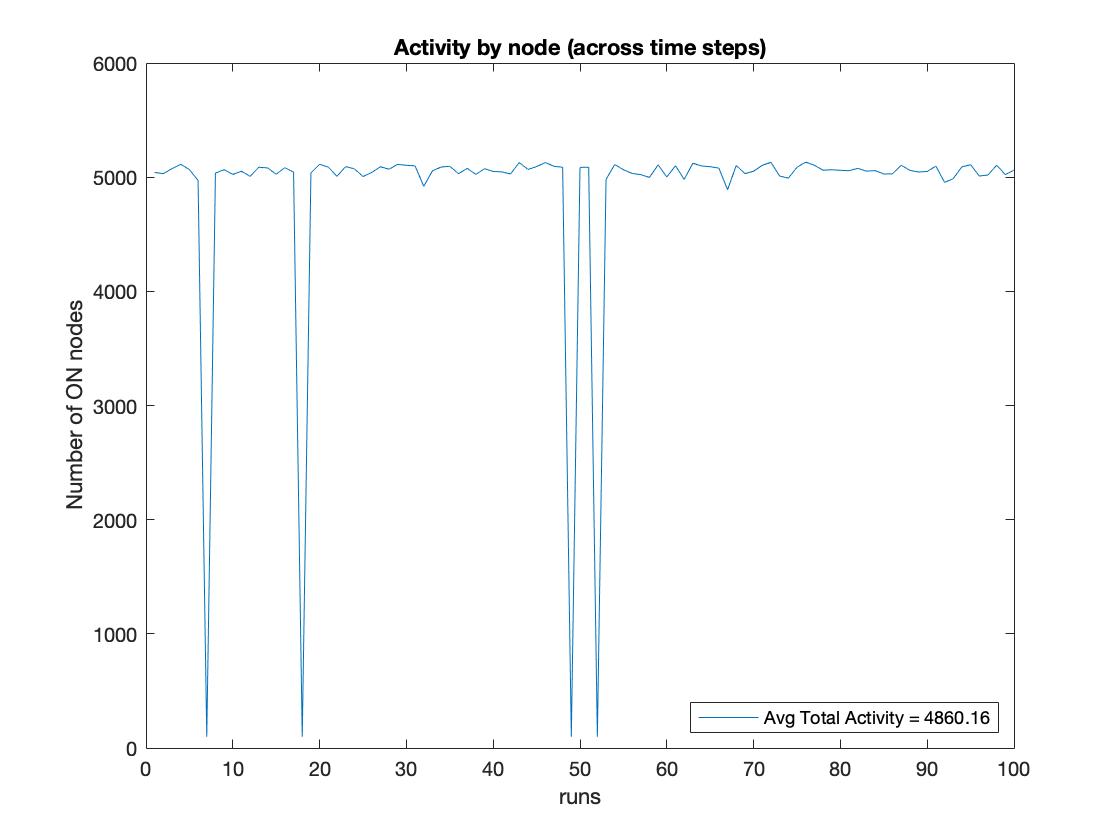 Activity by node (across time steps)
6000
5000
4000
3000
2000
1000
0
Number of ON nodes
Avg Total Activity = 4860.16
0 10 20 30 40 50 60 70 80 90 100
runs